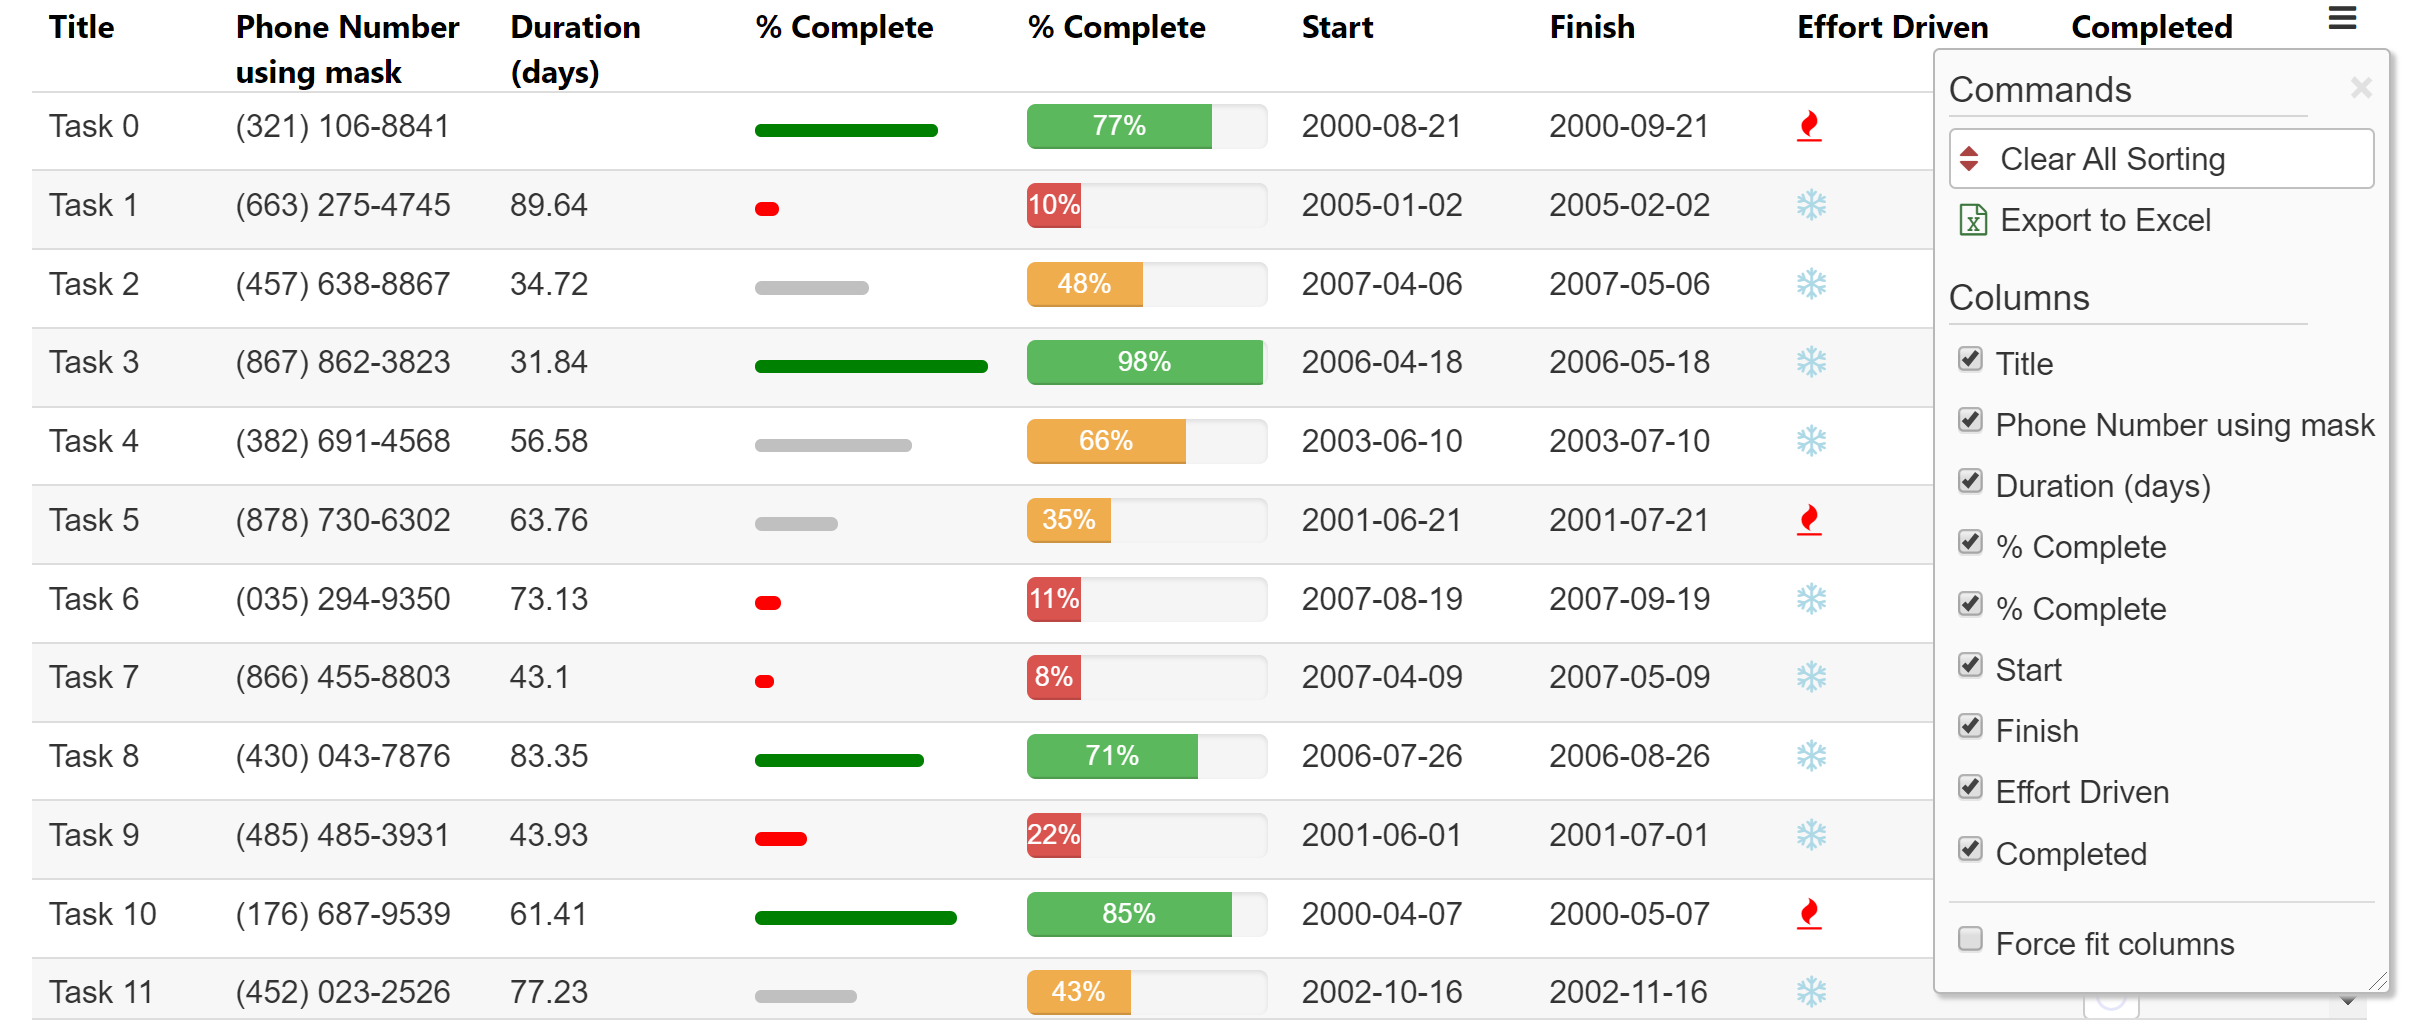 Title Phone Number using mask Duration (days) % Complete % Complete Start Finish Effort Driven Completed
Task 0 (321) 106-8841 77% 2000-08-21 2000-09-21
Task 1 (663) 275-4745 89.64 10% 2005-01-02 2005-02-02
Task 2 (457) 638-8867 34.72 48% 2007-04-06 2007-05-06
Task 3 (867) 862-3823 31.84 98% 2006-04-18 2006-05-18
Task 4 (382) 691-4568 56.58 66% 2003-06-10 2003-07-10
Task 5 (878) 730-6302 63.76 35% 2001-06-21 2001-07-21
Task 6 (035) 294-9350 73.13 11% 2007-08-19 2007-09-19
Task 7 (866) 455-8803 43.1 8% 2007-04-09 2007-05-09
Task 8 (430) 043-7876 83.35 71% 2006-07-26 2006-08-26
Task 9 (485) 485-3931 43.93 22% 2001-06-01 2001-07-01
Task 10 (176) 687-9539 61.41 85% 2000-04-07 2000-05-07
Task 11 (452) 023-2526 77.23 43% 2002-10-16 2002-11-16
Commands
Clear All Sorting
Export to Excel
Columns
Title
Phone Number using mask
Duration (days)
% Complete
% Complete
Start
Finish
Effort Driven
Completed
Force fit columns